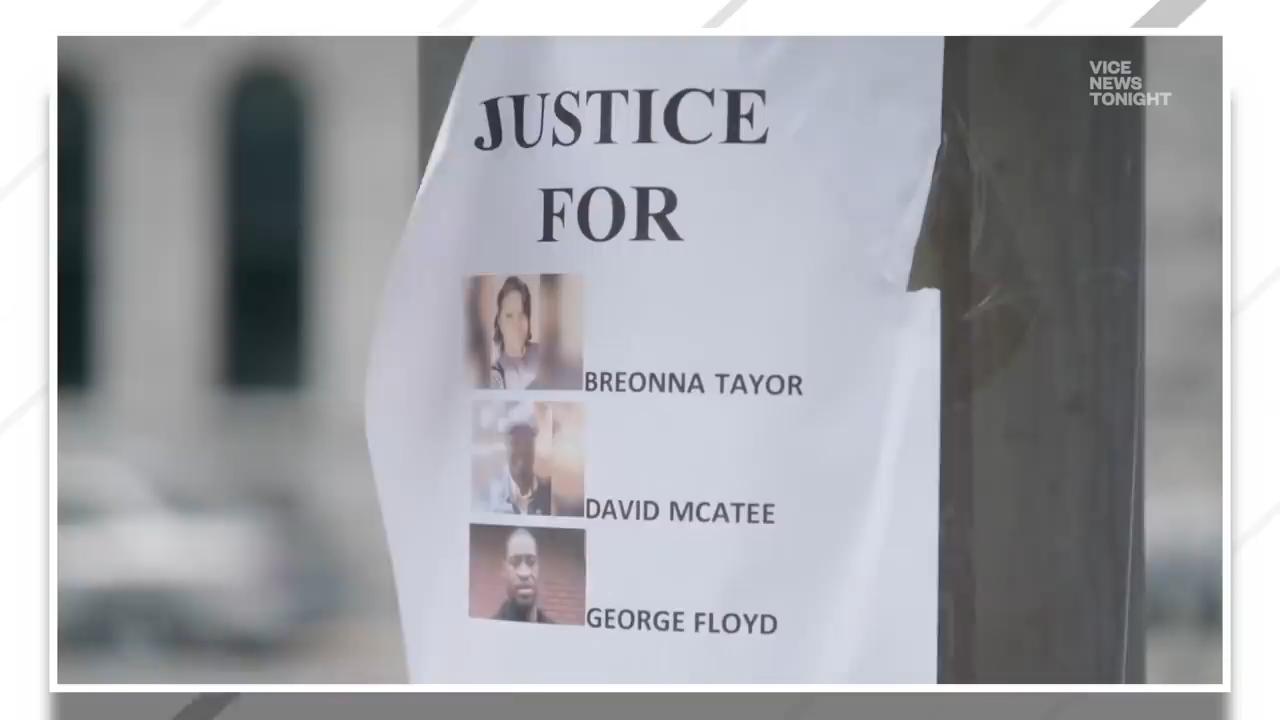 VICE
NEWS
TONIGHT
JUSTICE
FOR
BREONNA TAYOR
DAVID MCATEE
GEORGE FLOYD